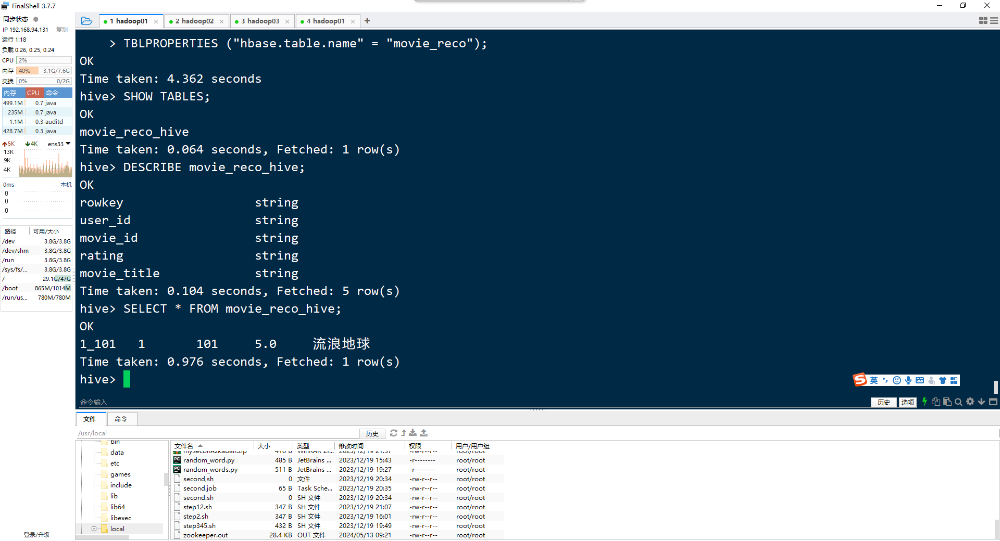 FinalShell 3.7.7
同步状态
IP 192.168.94.131 复制
运行 1:18
负载 0.26, 0.25, 0.24
CPU 2%
内存 40% 3.1G/7.6G
交换 0% 0/2G
内存 CPU 命令
499.1M 0.7 java
235M 0.7 java
1.1M 0.3 auditd
428.7M 0.3 java
5K 4K ens33
13K
9K
4K
0ms 本机
0
0
0
路径 可用/大小
/dev 3.8G/3.8G
/dev/shm 3.8G/3.8G
/run 3.8G/3.8G
/sys/fs/... 3.8G/3.8G
/ 29.1G/47G
/boot 865M/1014M
/run/us... 780M/780M
登录/升级
1 hadoop01
2 hadoop02
3 hadoop03
4 hadoop01
> TBLPROPERTIES ("hbase.table.name" = "movie_reco");
OK
Time taken: 4.362 seconds
hive> SHOW TABLES;
OK
movie_reco_hive
Time taken: 0.064 seconds, Fetched: 1 row(s)
hive> DESCRIBE movie_reco_hive;
OK
rowkey string
user_id string
movie_id string
rating string
movie_title string
Time taken: 0.104 seconds, Fetched: 5 row(s)
hive> SELECT * FROM movie_reco_hive;
OK
1_101 1 101 5.0 流浪地球
Time taken: 0.976 seconds, Fetched: 1 row(s)
hive>
英
命令输入
历史 选项
文件 命令
/usr/local 历史
bin
data
etc
games
include
lib
lib64
libexec
local
文件名 大小 类型 修改时间 权限 用户/用户组
mySeconAzkaban.zip 418 B WinRAR ZI... 2023/12/19 21:37 -rw-r--r-- root/root
random_word.py 485 B JetBrains ... 2023/12/19 15:43 -r-------- root/root
random_words.py 511 B JetBrains ... 2023/12/19 19:27 -r-------- root/root
second,sh 0 文件 2023/12/19 20:34 -rw-r--r-- root/root
second.job 65 B Task Sche... 2023/12/19 20:35 -rw-r--r-- root/root
second.sh 0 SH 文件 2023/12/19 20:34 -rw-r--r-- root/root
step12.sh 347 B SH 文件 2023/12/19 21:07 -rw-r--r-- root/root
step2.sh 347 B SH 文件 2023/12/19 16:01 -rw-r--r-- root/root
step345.sh 432 B SH 文件 2023/12/19 19:49 -rw-r--r-- root/root
zookeeper.out 28.4 KB OUT 文件 2024/05/13 09:21 -rw-r--r-- root/root